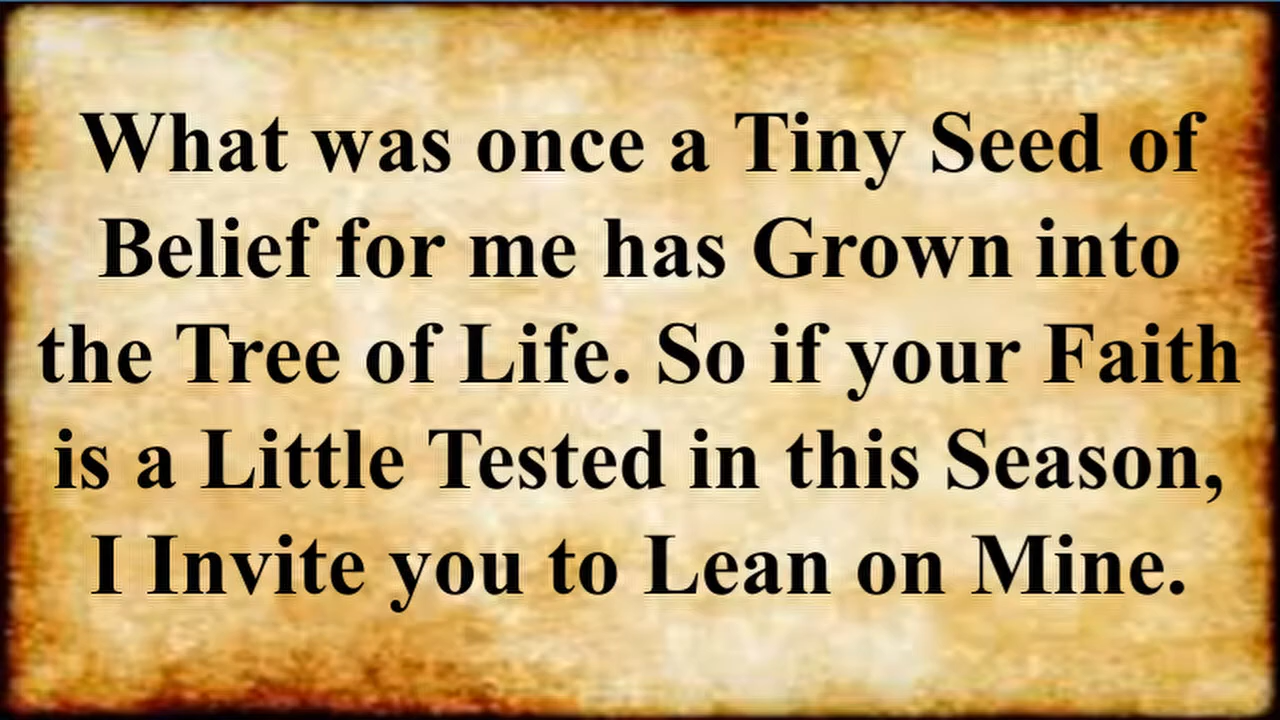 What was once a Tiny Seed of
Belief for me has Grown into
the Tree of Life. So if your Faith
is a Little Tested in this Season,
I Invite you to Lean on Mine.